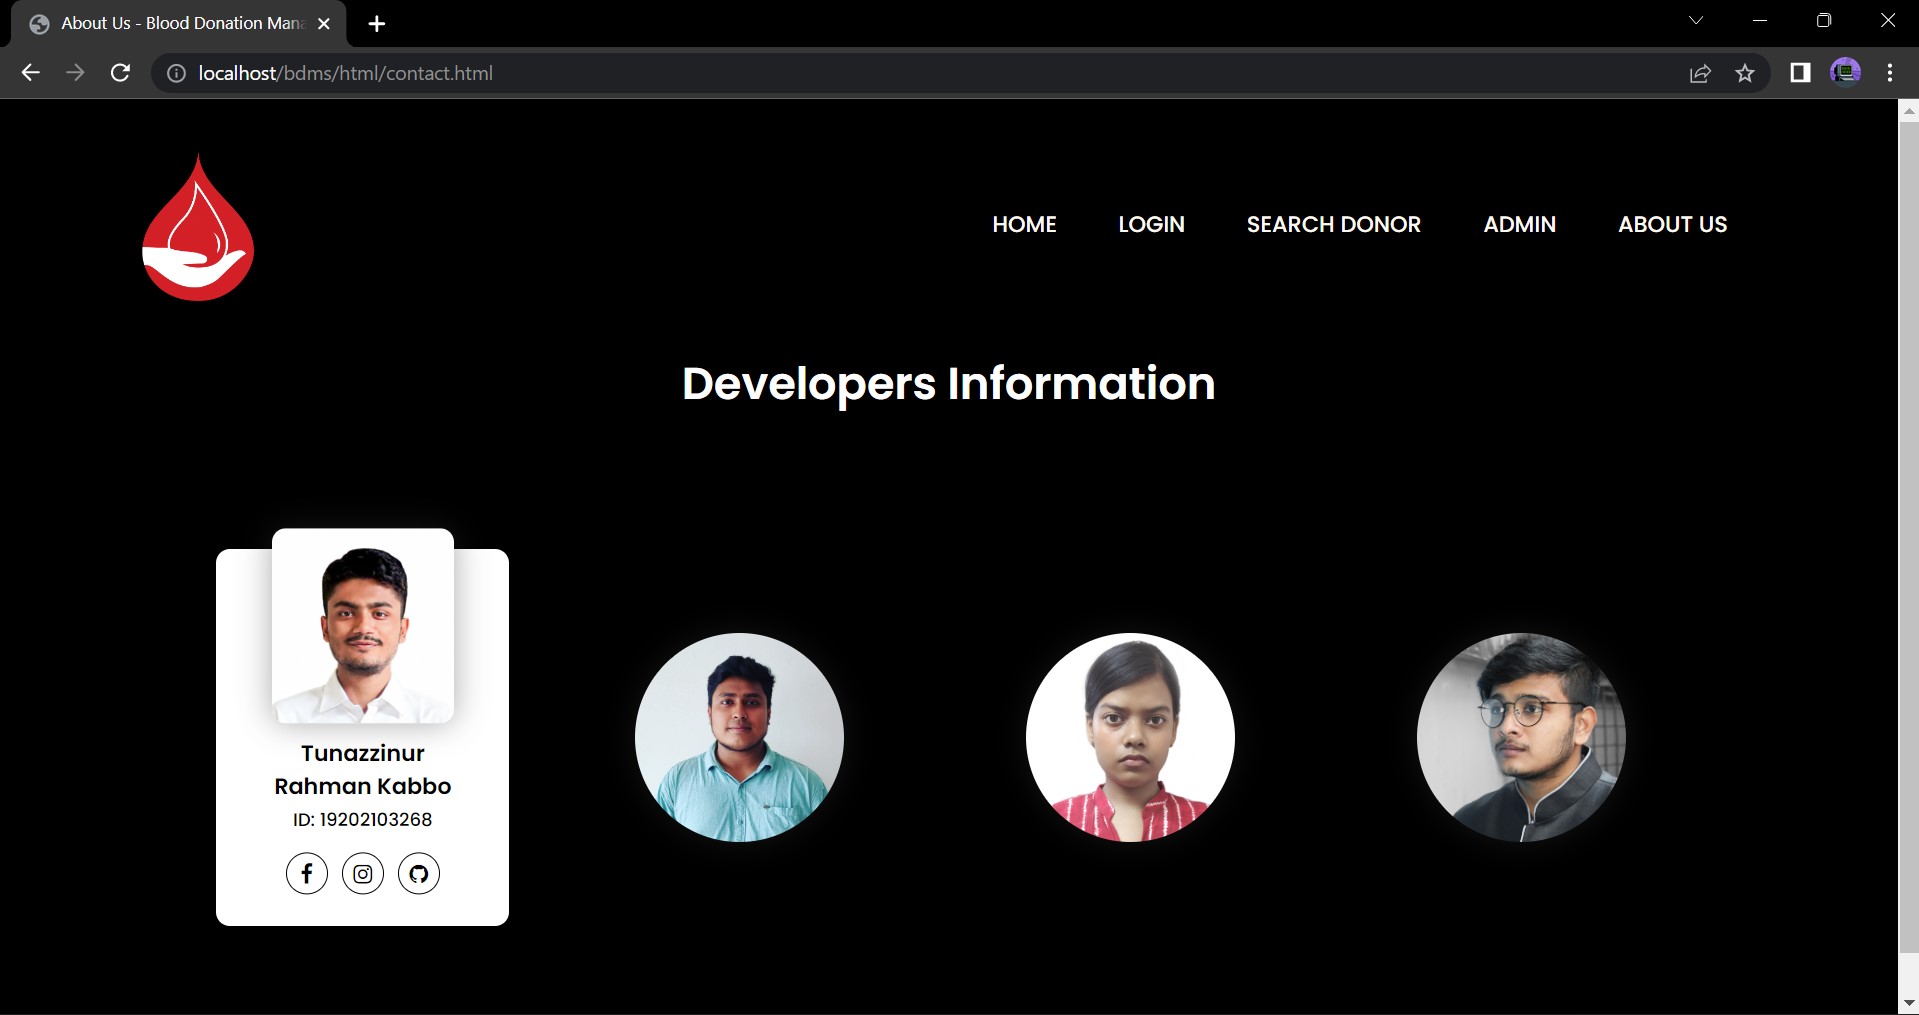 About Us - Blood Donation Mana
localhost/bdms/html/contact.html
HOME LOGIN SEARCH DONOR ADMIN ABOUT US
Developers Information
Tunazzinur
Rahman Kabbo
ID: 19202103268